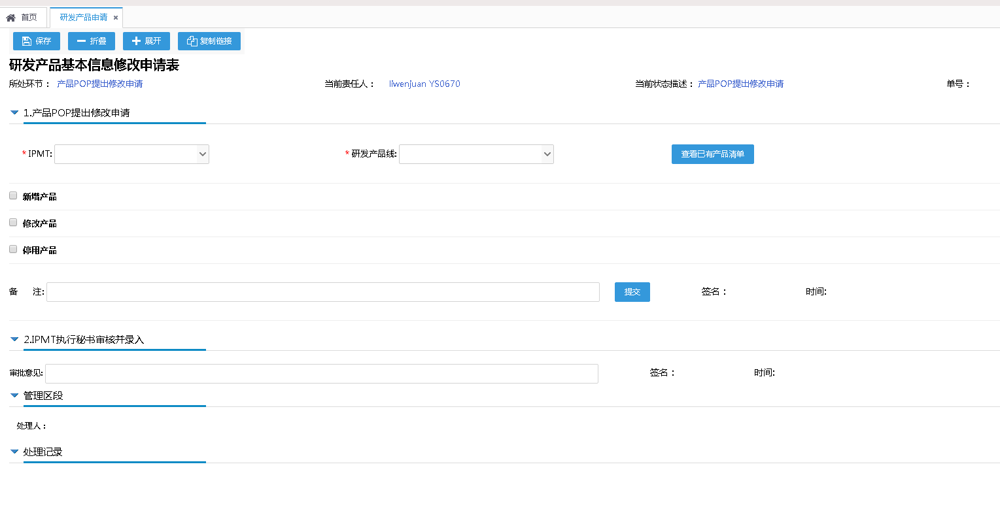 首页 研发产品申请 ×
保存 折叠 展开 复制链接
研发产品基本信息修改申请表
所处环节： 产品POP提出修改申请 当前责任人： liwenjuan YS0670 当前状态描述： 产品POP提出修改申请 单号：
1.产品POP提出修改申请
* IPMT: * 研发产品线: 查看已有产品清单
新增产品
修改产品
停用产品
备 注: 提交 签名： 时间:
2.IPMT执行秘书审核并录入
审批意见: 签名： 时间:
管理区段
处理人：
处理记录